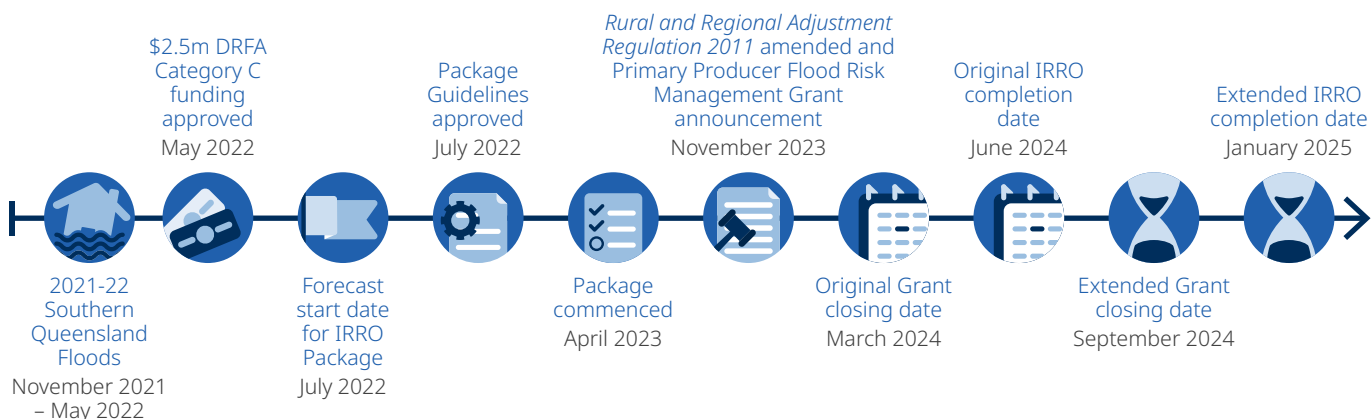 2021-22
Southern
Queensland
Floods
November 2021
– May 2022
$2.5m DRFA
Category C
funding
approved
May 2022
Forecast
start date
for IRRO
Package
July 2022
Package
Guidelines
approved
July 2022
Package
commenced
April 2023
Rural and Regional Adjustment
Regulation 2011 amended and
Primary Producer Flood Risk
Management Grant
announcement
November 2023
Original Grant
closing date
March 2024
Original IRRO
completion
date
June 2024
Extended Grant
closing date
September 2024
Extended IRRO
completion date
January 2025